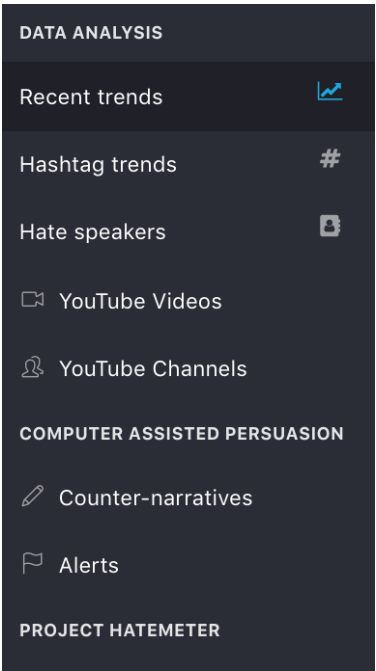 DATA ANALYSIS
Recent trends
Hashtag trends #
Hate speakers
YouTube Videos
YouTube Channels
COMPUTER ASSISTED PERSUASION
Counter-narratives
Alerts
PROJECT HATEMETER